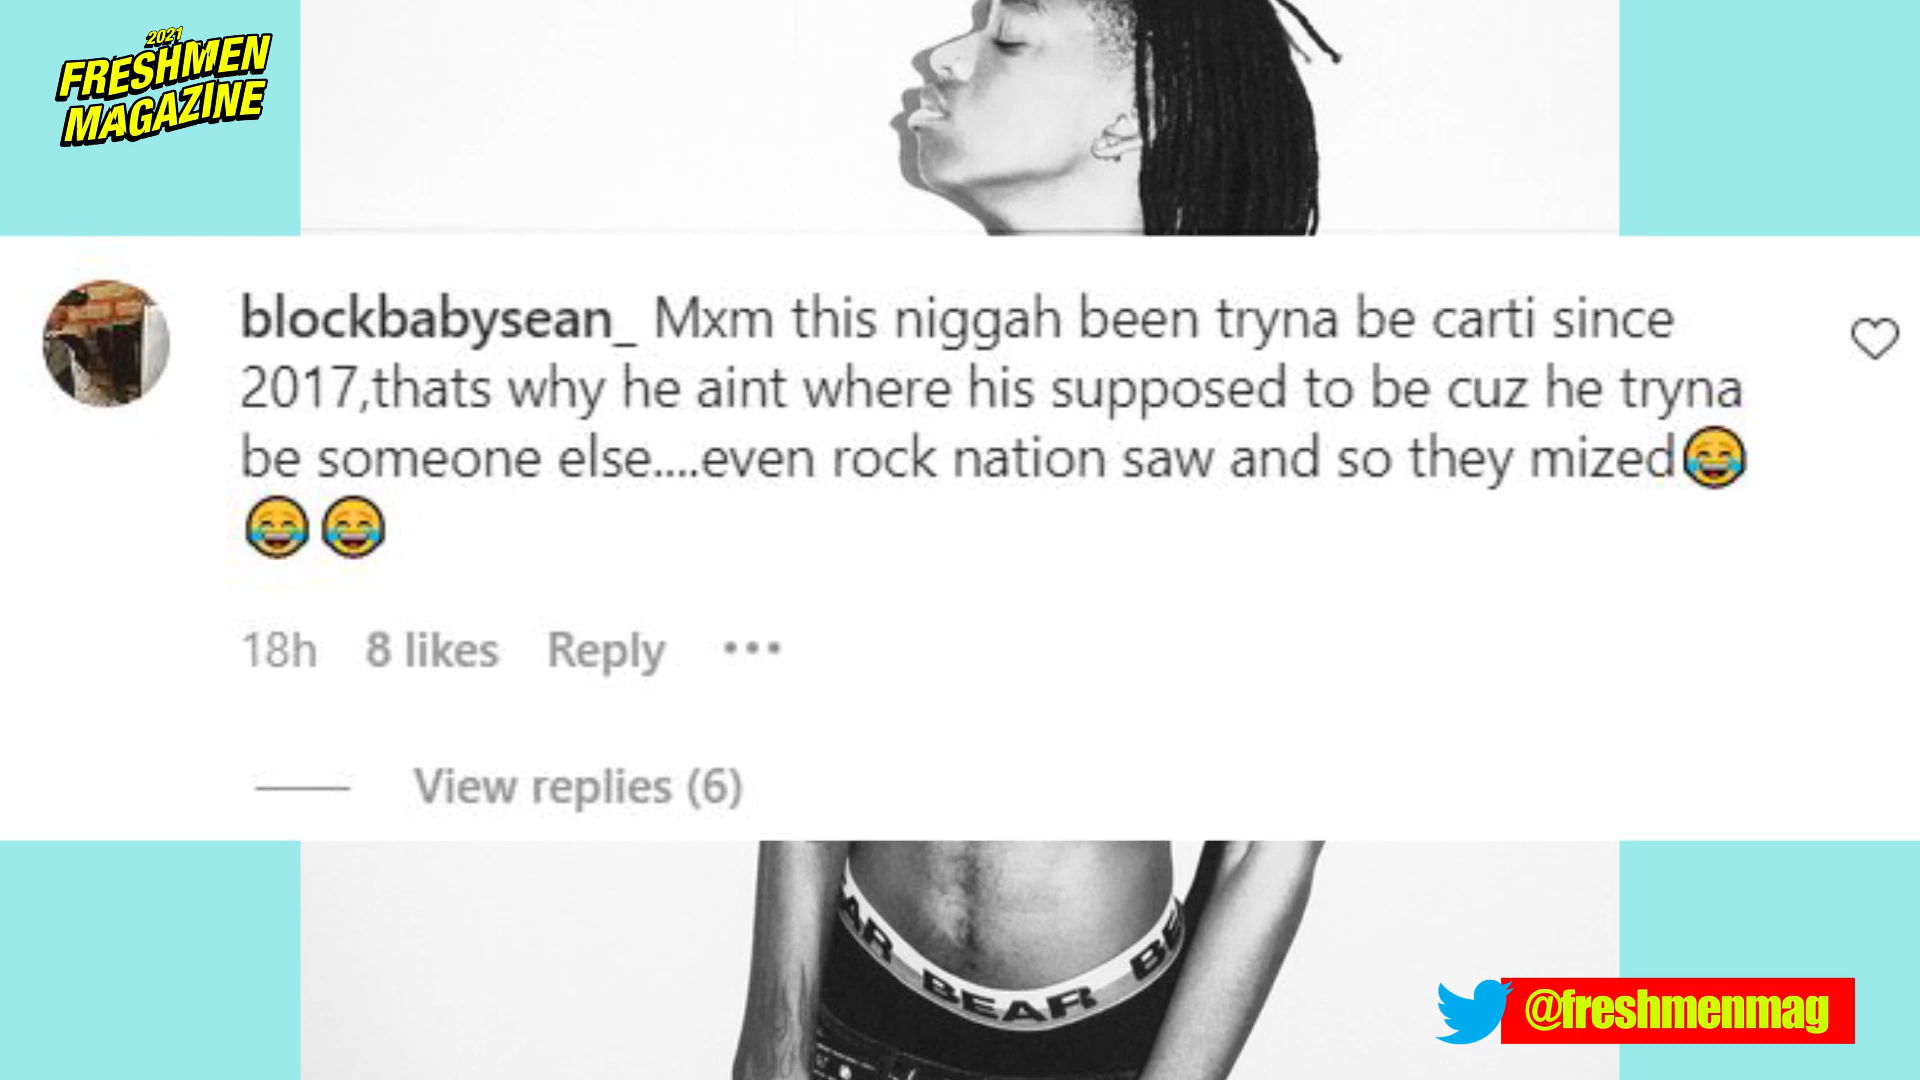 2021
FRESHMEN
MAGAZINE
blockbabysean_ Mxm this niggah been tryna be carti since
2017,thats why he aint where his supposed to be cuz he tryna
be someone else....even rock nation saw and so they mized😂
😂😂
18h 8 likes Reply •••
View replies (6)
AR BEAR BE
@freshmenmag